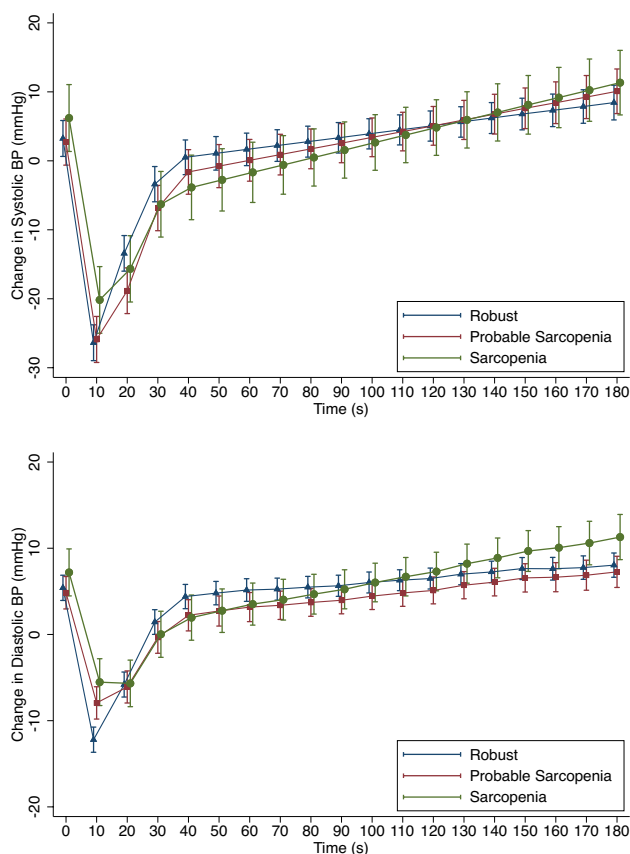 20
10
0
-10
-20
-30
Change in Systolic BP (mmHg)
Robust
Probable Sarcopenia
Sarcopenia
0 10 20 30 40 50 60 70 80 90 100 110 120 130 140 150 160 170 180
Time (s)
20
10
0
-10
-20
Change in Diastolic BP (mmHg)
Robust
Probable Sarcopenia
Sarcopenia
0 10 20 30 40 50 60 70 80 90 100 110 120 130 140 150 160 170 180
Time (s)